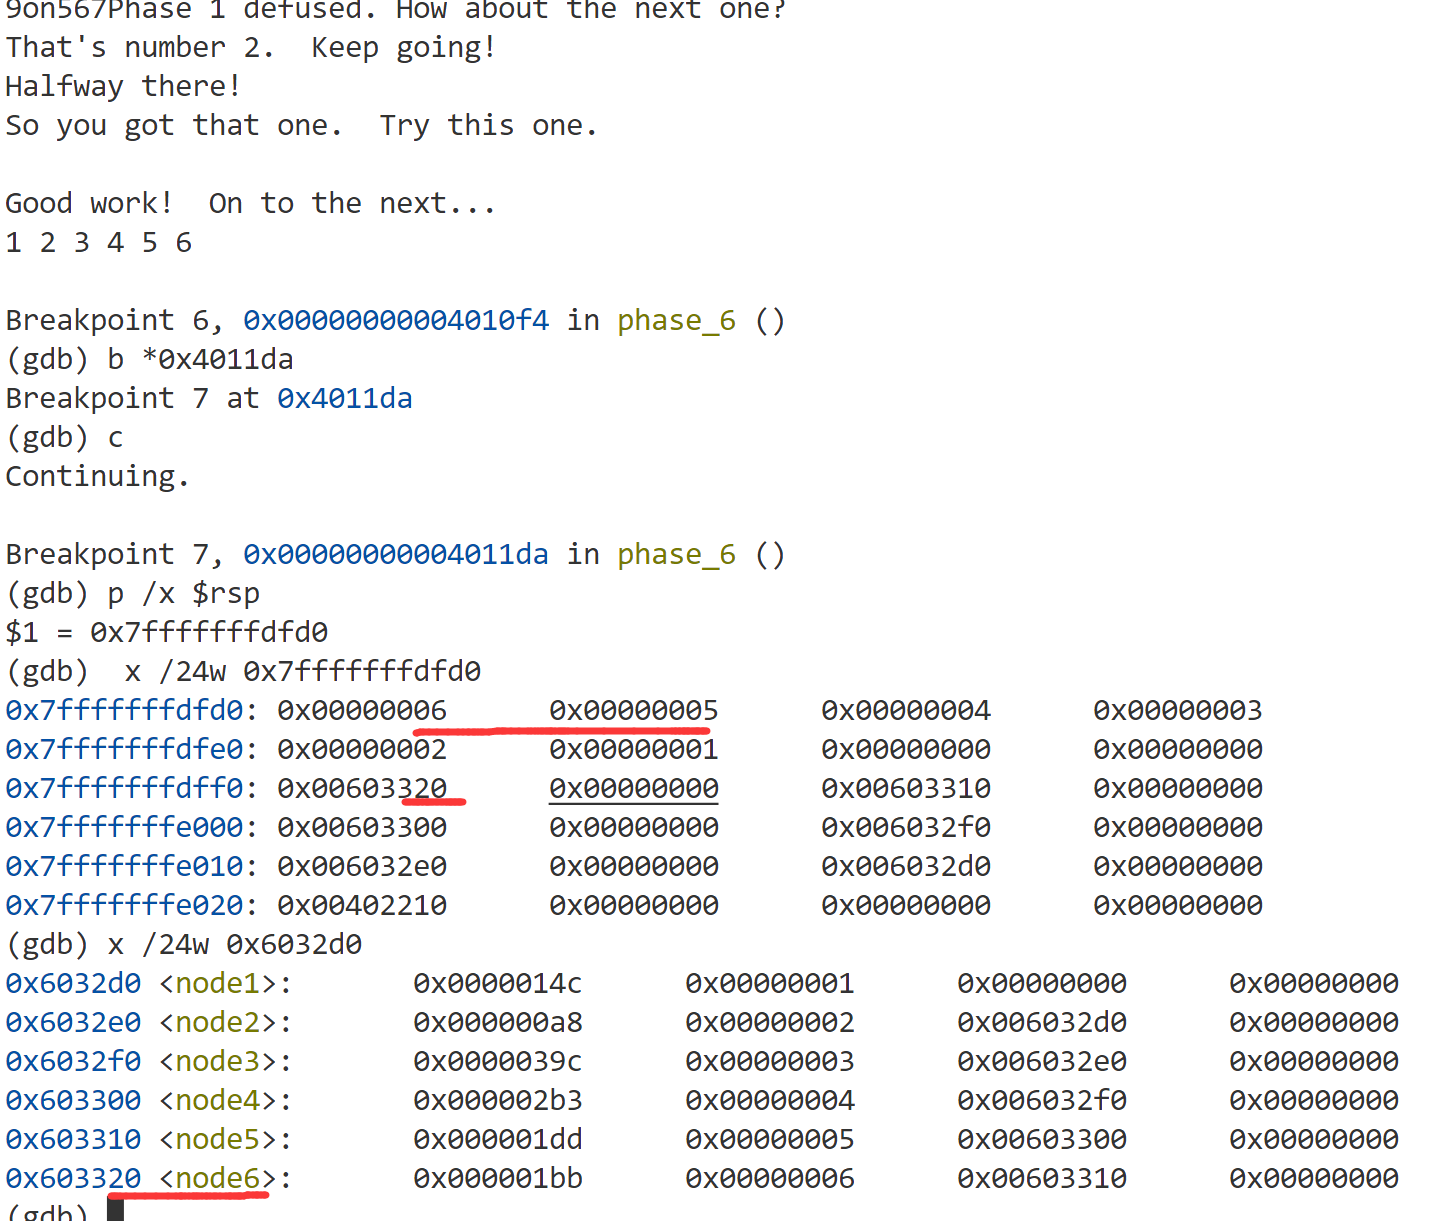 9on567Phase 1 defused. How about the next one?
That's number 2.  Keep going!
Halfway there!
So you got that one.  Try this one.
Good work!  On to the next...
1 2 3 4 5 6
Breakpoint 6, 0x00000000004010f4 in phase_6 ()
(gdb) b *0x4011da
Breakpoint 7 at 0x4011da
(gdb) c
Continuing.
Breakpoint 7, 0x00000000004011da in phase_6 ()
(gdb) p /x $rsp
$1 = 0x7fffffffdfd0
(gdb)  x /24w 0x7fffffffdfd0
0x7fffffffdfd0: 0x00000006 0x00000005 0x00000004 0x00000003
0x7fffffffdfe0: 0x00000002 0x00000001 0x00000000 0x00000000
0x7fffffffdff0: 0x00603320 0x00000000 0x00603310 0x00000000
0x7fffffffe000: 0x00603300 0x00000000 0x006032f0 0x00000000
0x7fffffffe010: 0x006032e0 0x00000000 0x006032d0 0x00000000
0x7fffffffe020: 0x00402210 0x00000000 0x00000000 0x00000000
(gdb) x /24w 0x6032d0
0x6032d0 <node1>: 0x0000014c 0x00000001 0x00000000 0x00000000
0x6032e0 <node2>: 0x000000a8 0x00000002 0x006032d0 0x00000000
0x6032f0 <node3>: 0x0000039c 0x00000003 0x006032e0 0x00000000
0x603300 <node4>: 0x000002b3 0x00000004 0x006032f0 0x00000000
0x603310 <node5>: 0x000001dd 0x00000005 0x00603300 0x00000000
0x603320 <node6>: 0x000001bb 0x00000006 0x00603310 0x00000000
(gdb)